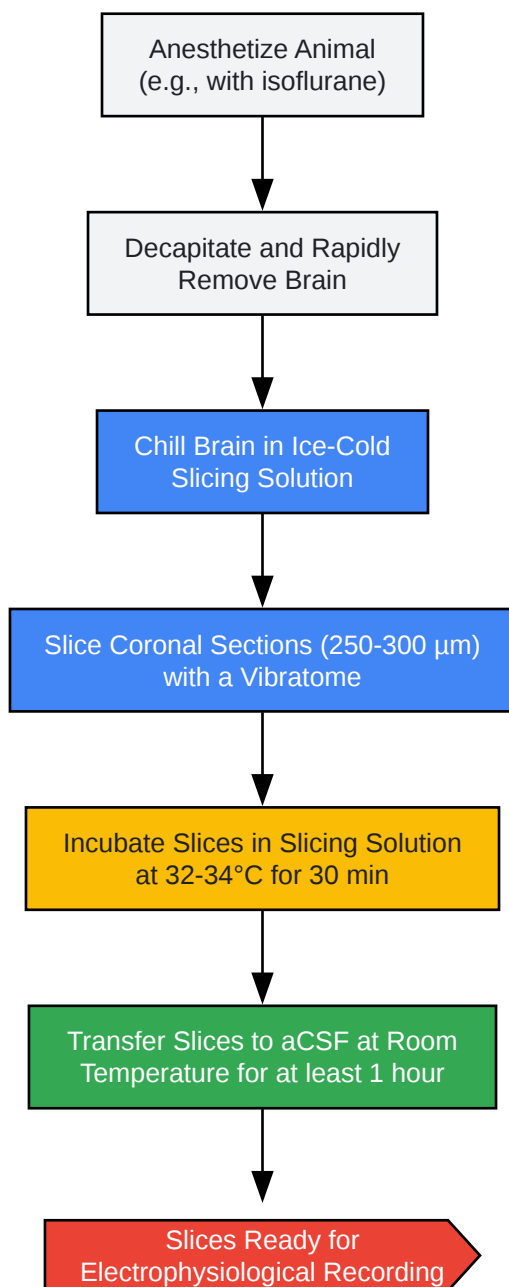 Anesthetize Animal
(e.g., with isoflurane)
Decapitate and Rapidly
Remove Brain
Chill Brain in Ice-Cold
Slicing Solution
Slice Coronal Sections (250-300 µm)
with a Vibratome
Incubate Slices in Slicing Solution
at 32-34°C for 30 min
Transfer Slices to aCSF at Room
Temperature for at least 1 hour
Slices Ready for
Electrophysiological Recording